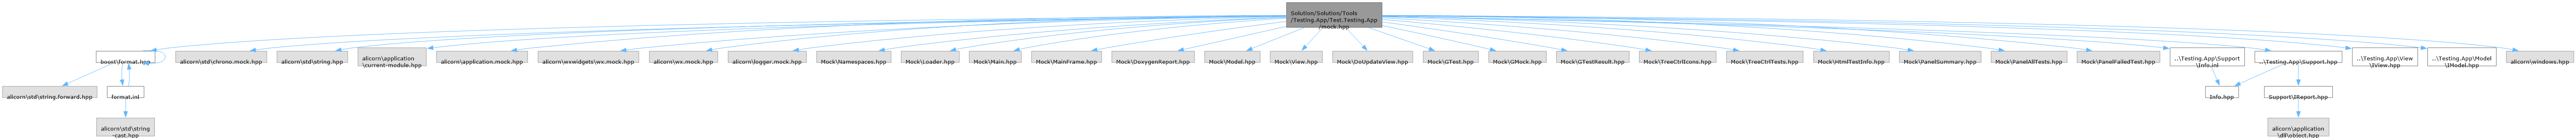 Solution/Solution/Tools
/Testing.App/Test.Testing.App
/mock.hpp
boost\format.hpp
alicorn\std\chrono.mock.hpp
alicorn\std\string.hpp
alicorn\application
\current-module.hpp
alicorn\application.mock.hpp
alicorn\wxwidgets\wx.mock.hpp
alicorn\wx.mock.hpp
alicorn\logger.mock.hpp
Mock\Namespaces.hpp
Mock\Loader.hpp
Mock\Main.hpp
Mock\MainFrame.hpp
Mock\DoxygenReport.hpp
Mock\Model.hpp
Mock\View.hpp
Mock\DoUpdateView.hpp
Mock\GTest.hpp
Mock\GMock.hpp
Mock\GTestResult.hpp
Mock\TreeCtrlIcons.hpp
Mock\TreeCtrlTests.hpp
Mock\HtmlTestInfo.hpp
Mock\PanelSummary.hpp
Mock\PanelAllTests.hpp
Mock\PanelFailedTest.hpp
..\Testing.App\Support
\Info.inl
..\Testing.App\Support.hpp
..\Testing.App\View
\IView.hpp
..\Testing.App\Model
\IModel.hpp
alicorn\windows.hpp
alicorn\std\string.forward.hpp
format.inl
Info.hpp
Support\IReport.hpp
alicorn\std\string
-cast.hpp
alicorn\application
\dll\object.hpp